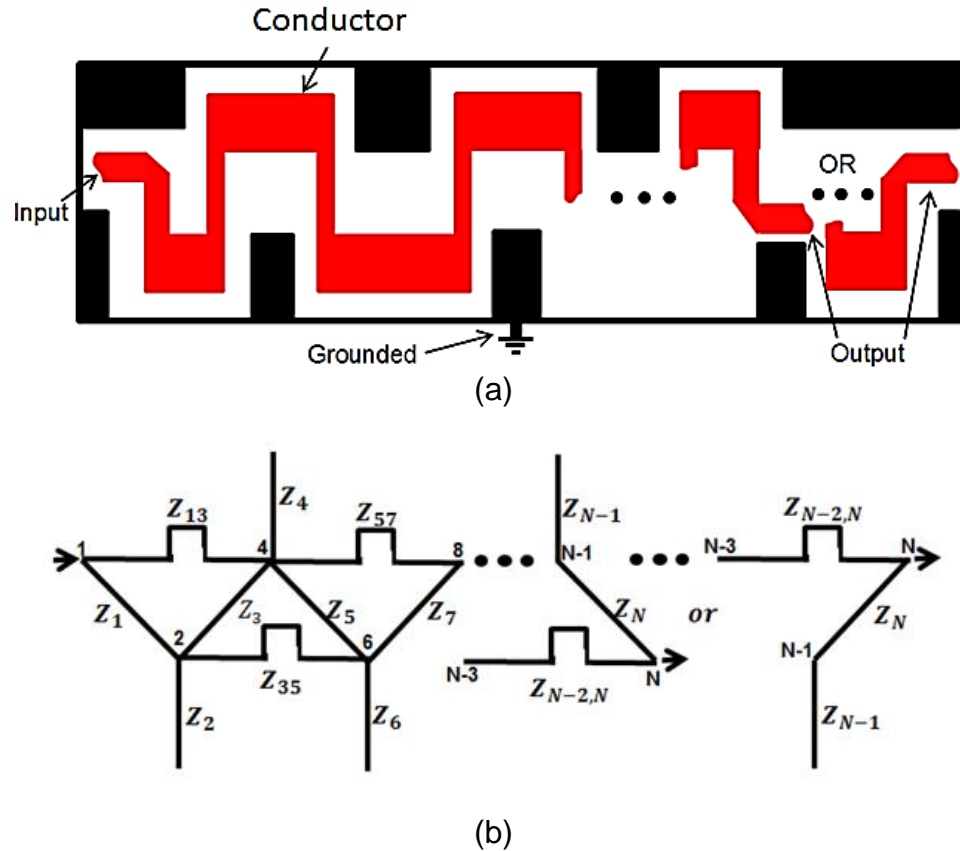 Conductor
OR
Input
Grounded
Output
(a)
Z₁₃
Z₄
Z₅₇
Z_{N-1}
Z_{N-2,N}
1
4
8
N-1
N-3
N
Z₁
Z₃
Z₅
Z₇
Z_N
or
Z_N
2
6
N-3
N
N-1
Z₃₅
Z_{N-2,N}
Z₂
Z₆
Z_{N-1}
(b)